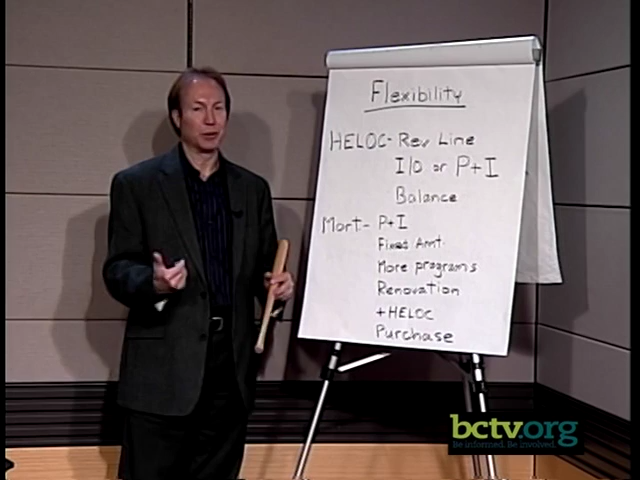 Flexibility
HELOC- Rev Line
I/O or P+I
Balance
Mort- P+I
Fixed Amt.
More programs
Renovation
+HELOC
Purchase
bctv.org
Be informed. Be involved.